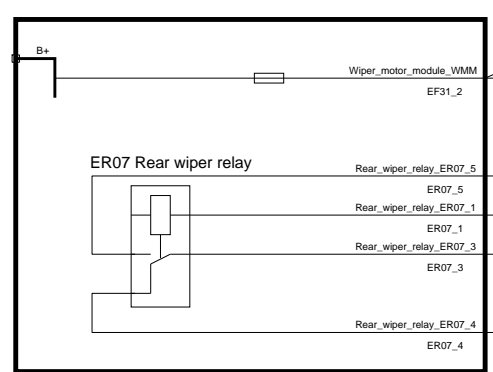 B+
Wiper_motor_module_WMM
EF31_2
ER07 Rear wiper relay
Rear_wiper_relay_ER07_5
ER07_5
Rear_wiper_relay_ER07_1
ER07_1
Rear_wiper_relay_ER07_3
ER07_3
Rear_wiper_relay_ER07_4
ER07_4